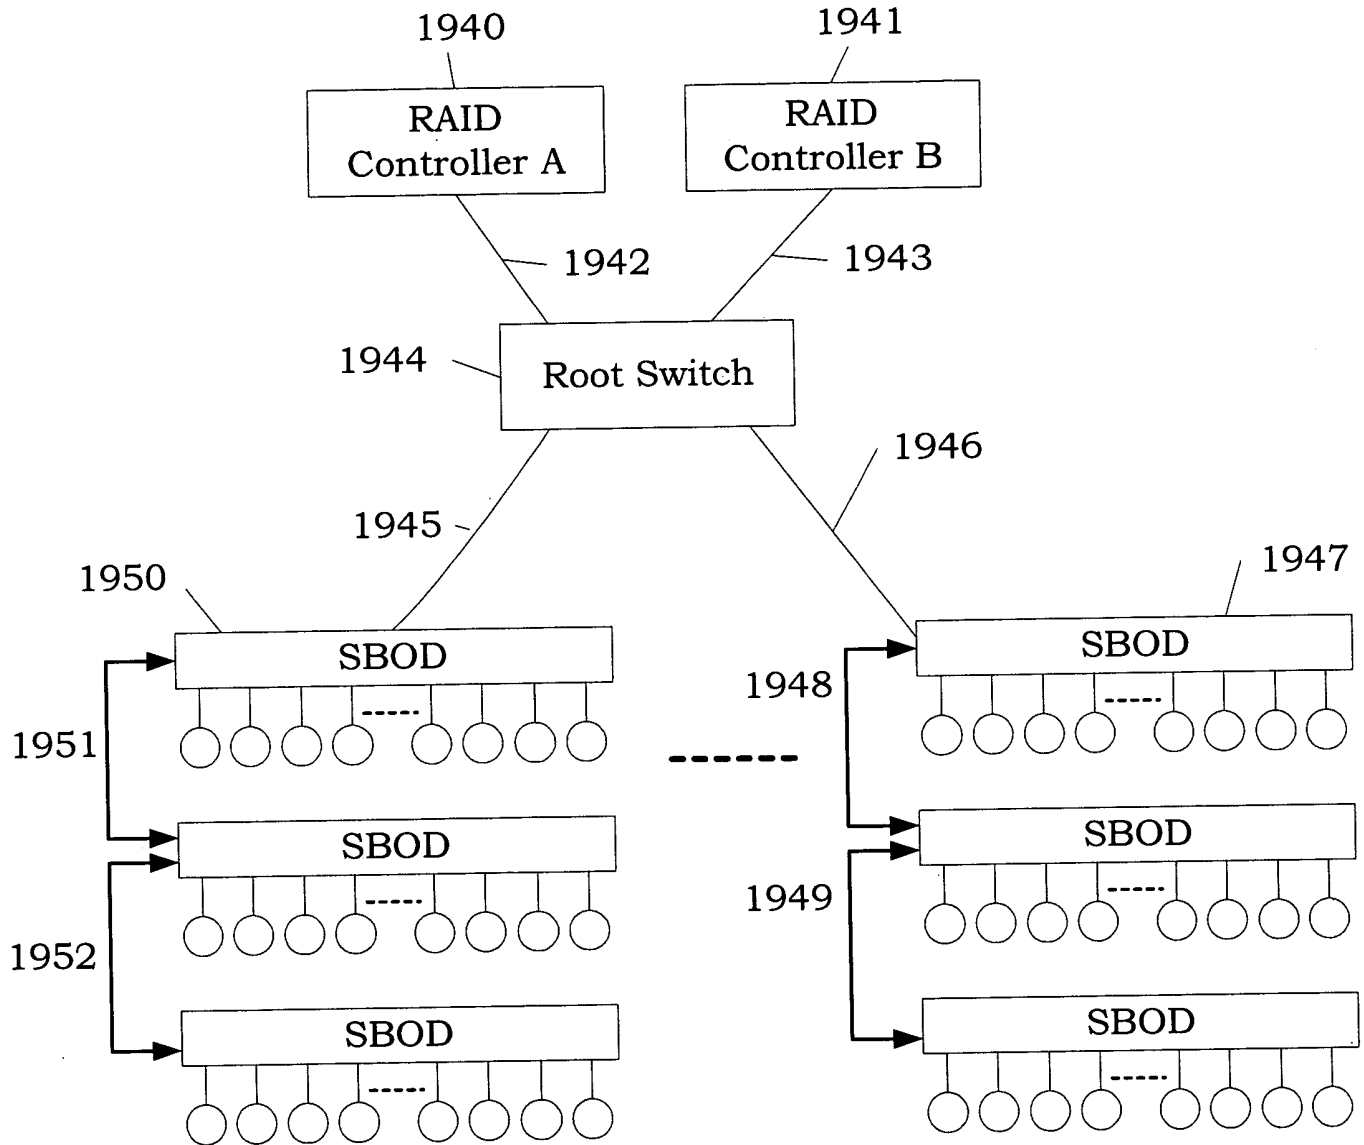 1940
1941
RAID
Controller A
RAID
Controller B
1942
1943
1944
Root Switch
1946
1945
1950
1947
SBOD
SBOD
1948
1951
SBOD
SBOD
1949
1952
SBOD
SBOD